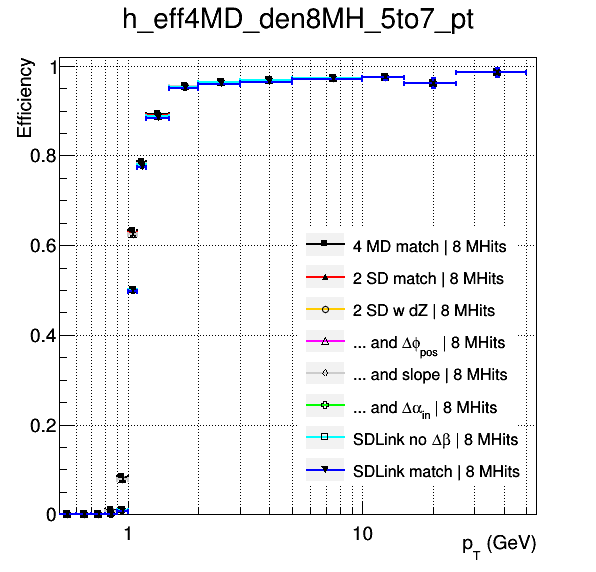 h_eff4MD_den8MH_5to7_pt
Efficiency
1
0.8
0.6
0.4
0.2
0
4 MD match | 8 MHits
2 SD match | 8 MHits
2 SD w dZ | 8 MHits
... and Δϕpos | 8 MHits
... and slope | 8 MHits
... and Δαin | 8 MHits
SDLink no Δβ | 8 MHits
SDLink match | 8 MHits
1 10
pT (GeV)